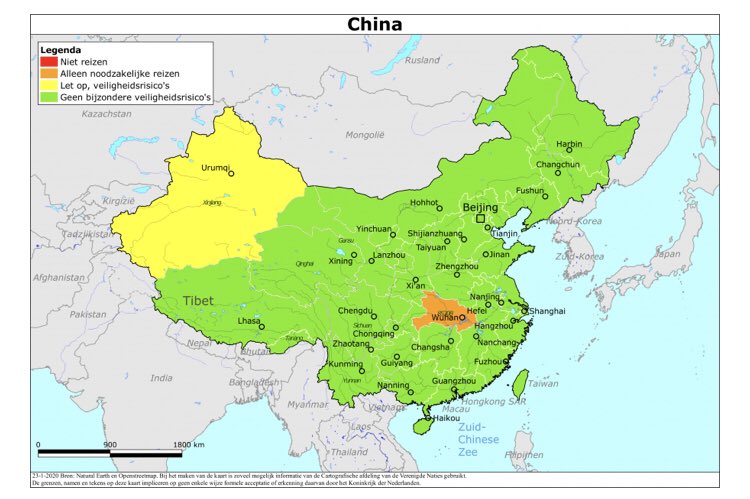 China
Legenda
Niet reizen
Alleen noodzakelijke reizen
Let op, veiligheidsrisico's
Geen bijzondere veiligheidsrisico's
Rusland
Kazachstan
Mongolië
Harbin
Changchun
Urumqi
Fushun
Hohhot
Beijing
Kirgizië
Xinjiang
Noord-Korea
Yinchuan
Shijianzhuang
Tianjin
Tadzjikistan
Gansu
Taiyuan
Zuid-Korea
Japan
Jinan
Qinghai
Xining
Lanzhou
Zhengzhou
Afghanistan
Xi'an
Tibet
Nanjing
Pakistan
Chengdu
Wuhan
Hefei
Shanghai
Lhasa
Sichuan
Hangzhou
Chongqing
Nepal
Zhaotang
Changsha
Nanchang
Bhutan
Kunming
Guiyang
Fuzhou
India
Yunnan
Bangladesh
Nanning
Guangzhou
Taiwan
Myanmar
Vietnam
Hongkong SAR
Macau
Haikou
Laos
Zuid-
Chinese
Zee
0 900 1800 km
Thailand
Filipijnen
23-1-2020 Bron: Natural Earth en Openstreetmap. Bij het maken van de kaart is zoveel mogelijk informatie van de Cartografische afdeling van de Verenigde Naties gebruikt.
De grenzen, namen en tekens op deze kaart impliceren op geen enkele wijze formele acceptatie of erkenning daarvan door het Koninkrijk der Nederlanden.